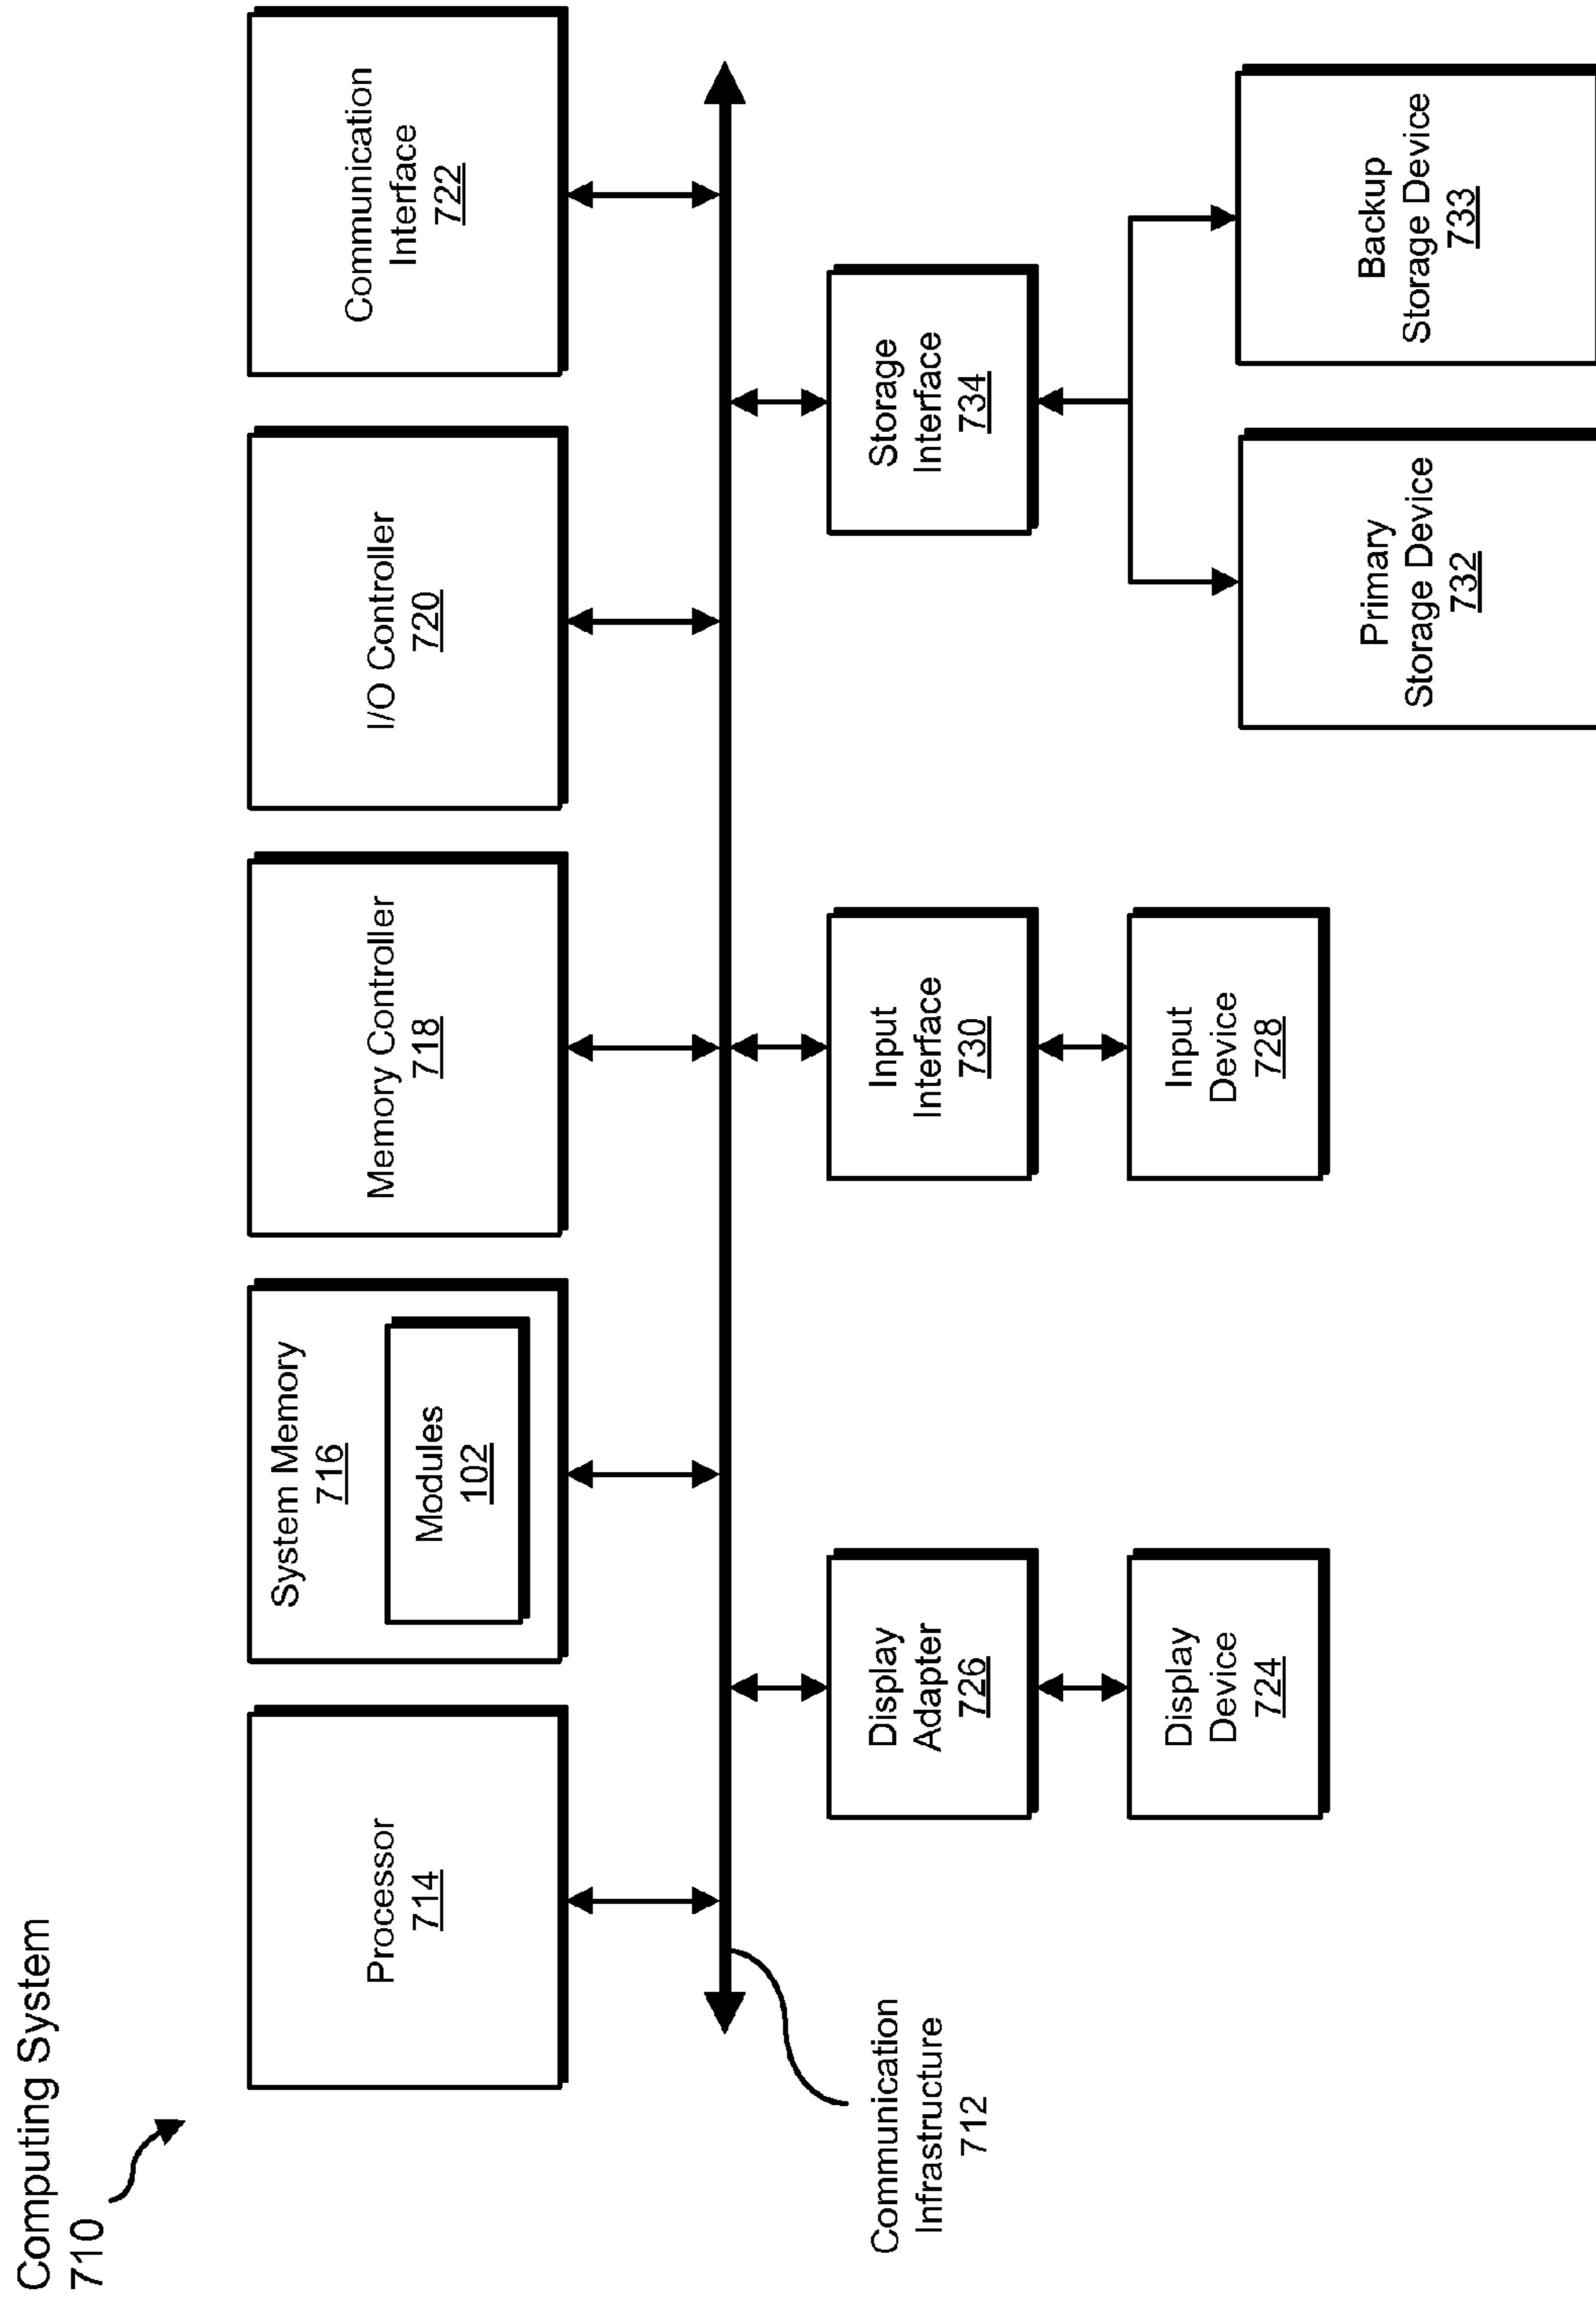 Computing System
710
Processor
714
System Memory
716
Modules
102
Memory Controller
718
I/O Controller
720
Communication
Interface
722
Communication
Infrastructure
712
Display
Adapter
726
Input
Interface
730
Storage
Interface
734
Display
Device
724
Input
Device
728
Primary
Storage Device
732
Backup
Storage Device
733